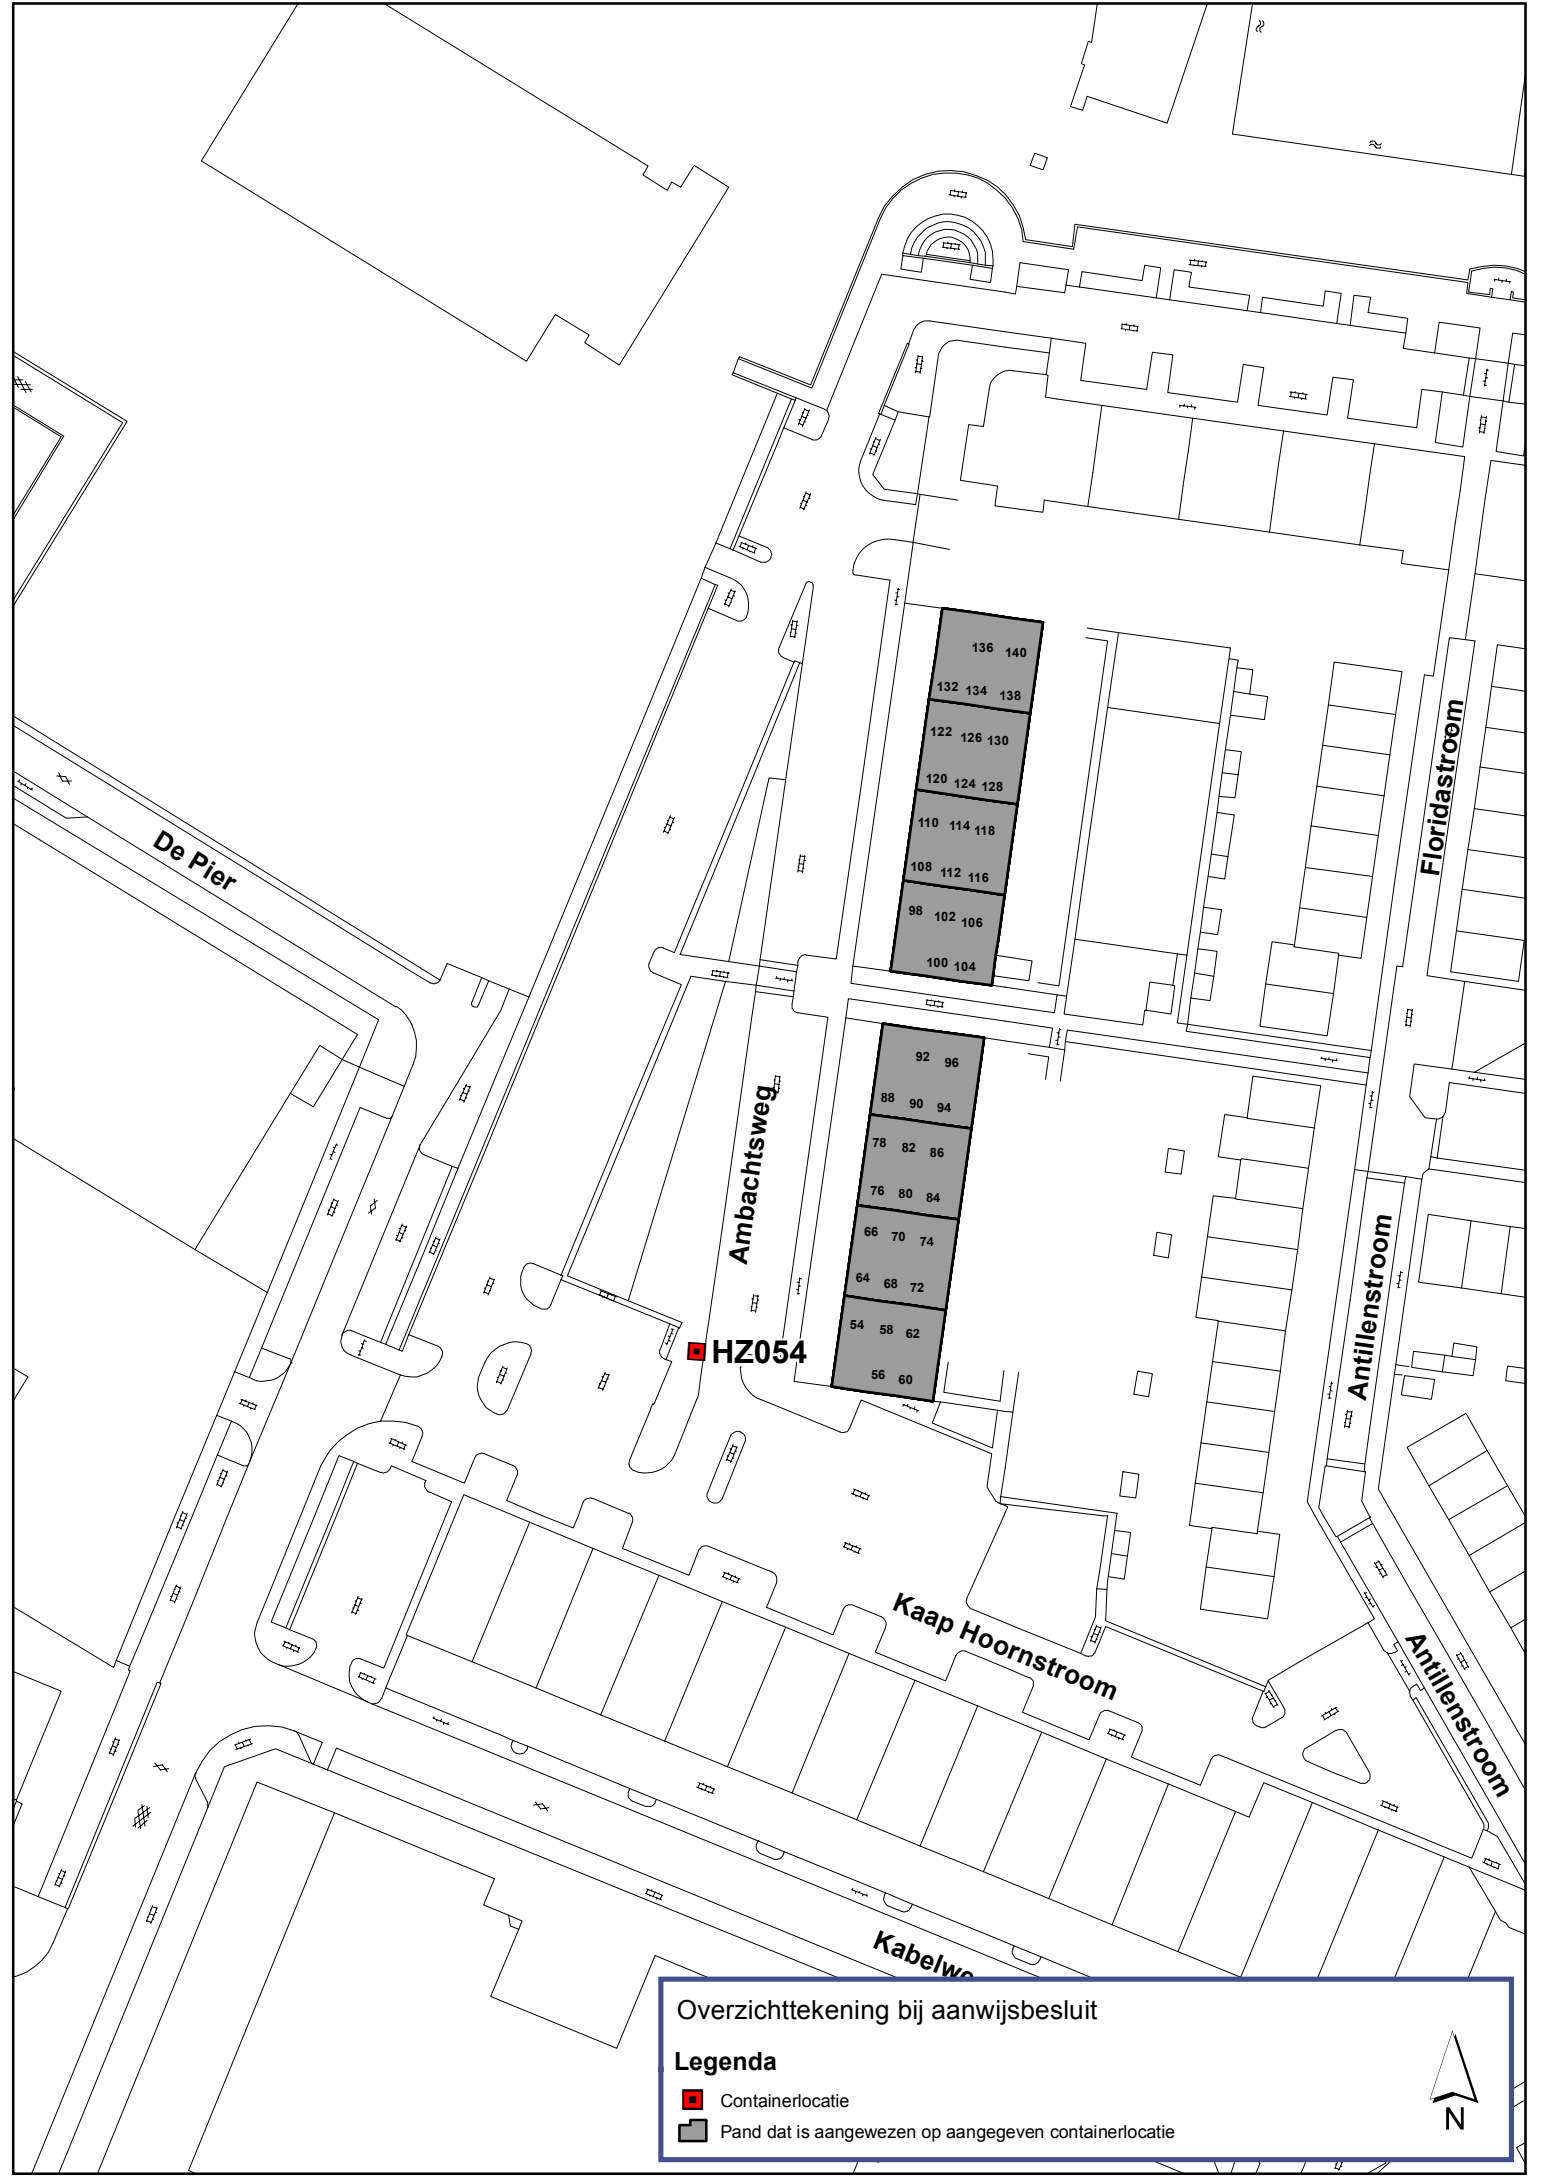 136 140
132 134 138
122 126 130
120 124 128
110 114 118
108 112 116
98 102 106
100 104
Floridastroom
De Pier
92 96
88 90 94
78 82 86
76 80 84
66 70 74
64 68 72
54 58 62
56 60
Ambachtsweg
HZ054
Antillenstroom
Kaap Hoornstroom
Antillenstroom
Overzichttekening bij aanwijsbesluit
Legenda
Containerlocatie
Pand dat is aangewezen op aangegeven containerlocatie
N